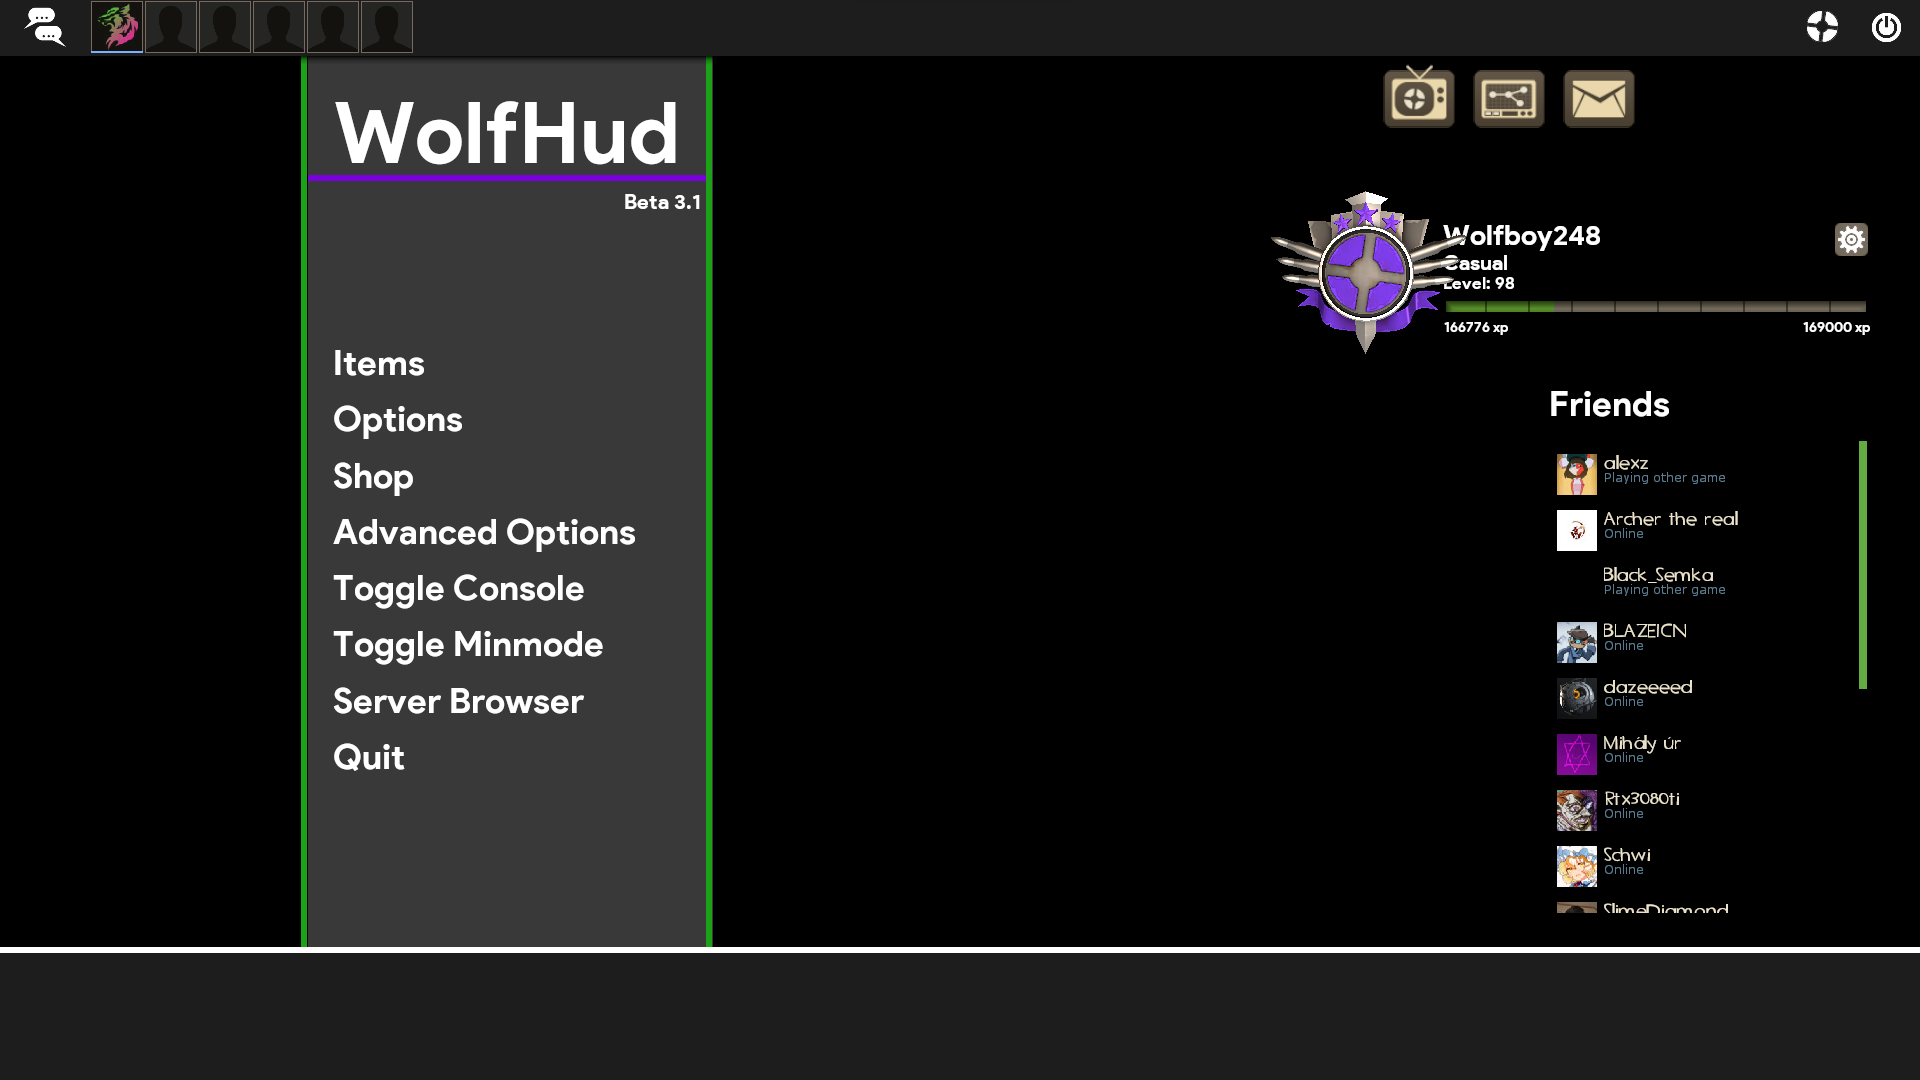 WolfHud
Beta 3.1
Items
Options
Shop
Advanced Options
Toggle Console
Toggle Minmode
Server Browser
Quit
Wolfboy248
Casual
Level: 98
166776 xp
169000 xp
Friends
alexz
Playing other game
Archer the real
Online
Black_Semka
Playing other game
BLAZEICN
Online
dazeeeed
Online
Mihály úr
Online
Rtx3080ti
Online
Schwi
Online
SlimeDiamond